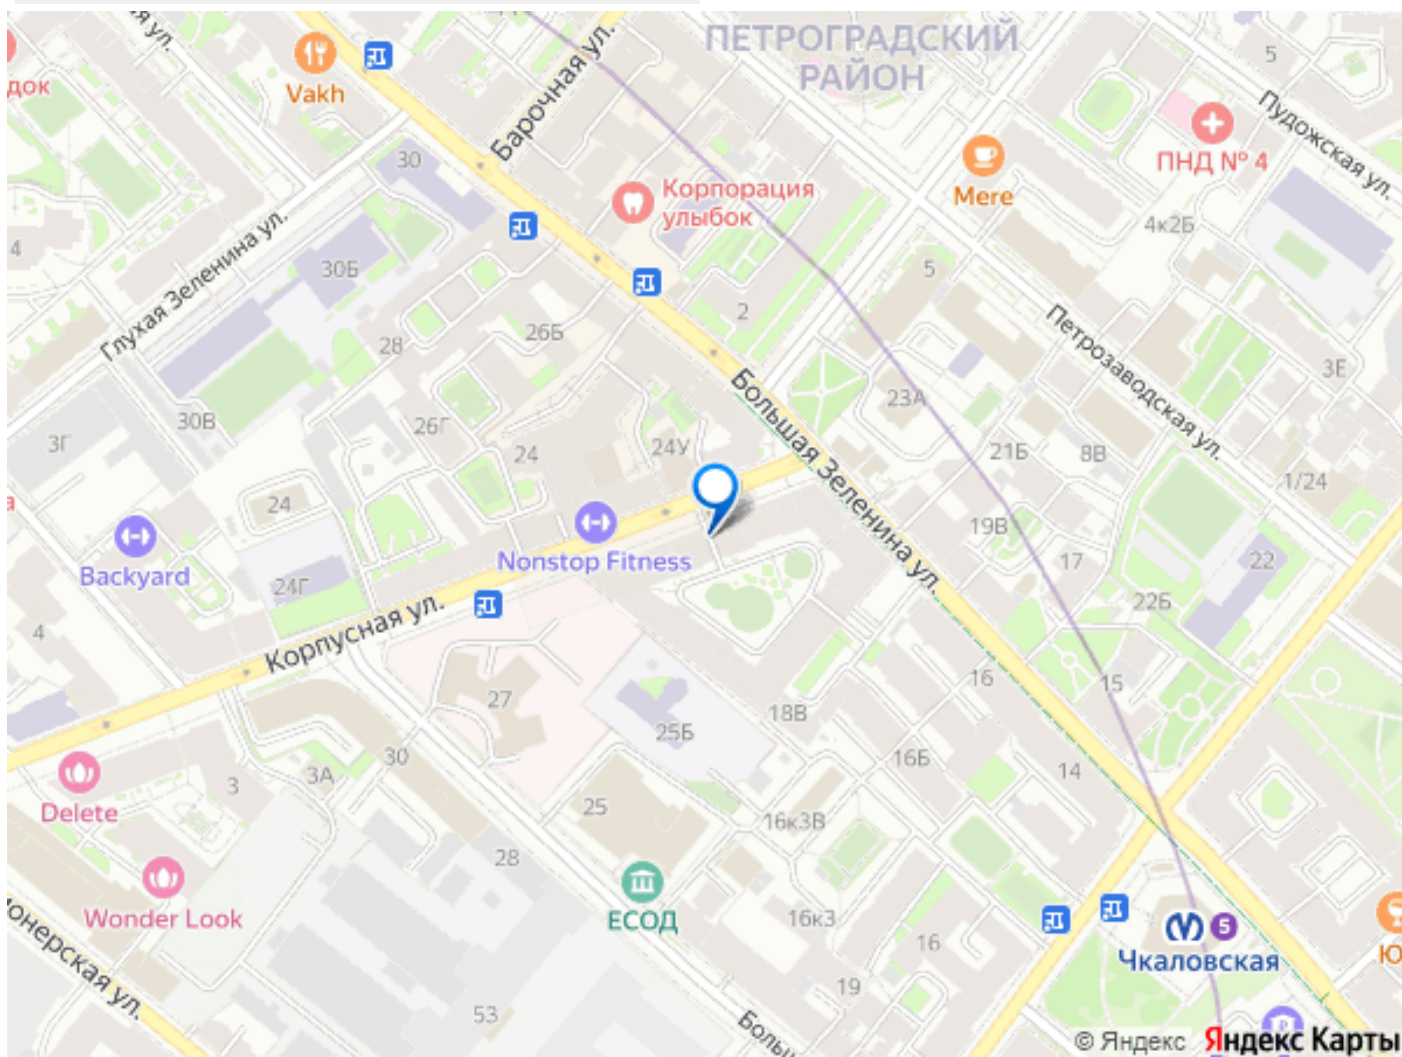 ПЕТРОГРАДСКИЙ
РАЙОН
ул.
Барочная ул.
5
док
Vakh
Пудожская ул.
ПНД № 4
30
Корпорация
улыбок
Mere
4к2Б
4
Глухая Зеленина ул.
30Б
5
2
26Б
28
Петрозаводская ул.
3Е
Большая Зеленина ул.
23А
30В
26Г
3Г
24
24У
21Б
8В
1/24
а
24
19В
Nonstop Fitness
Backyard
17
22
24Г
22Б
Корпусная ул.
4
27
16
15
18В
25Б
16Б
30
3А
3
14
Delete
25
16к3В
28
Wonder Look
ЕСОД
16к3
16
5
Чкаловская
Ю
онерская ул.
19
53
Больш
© Яндекс Яндекс Карты